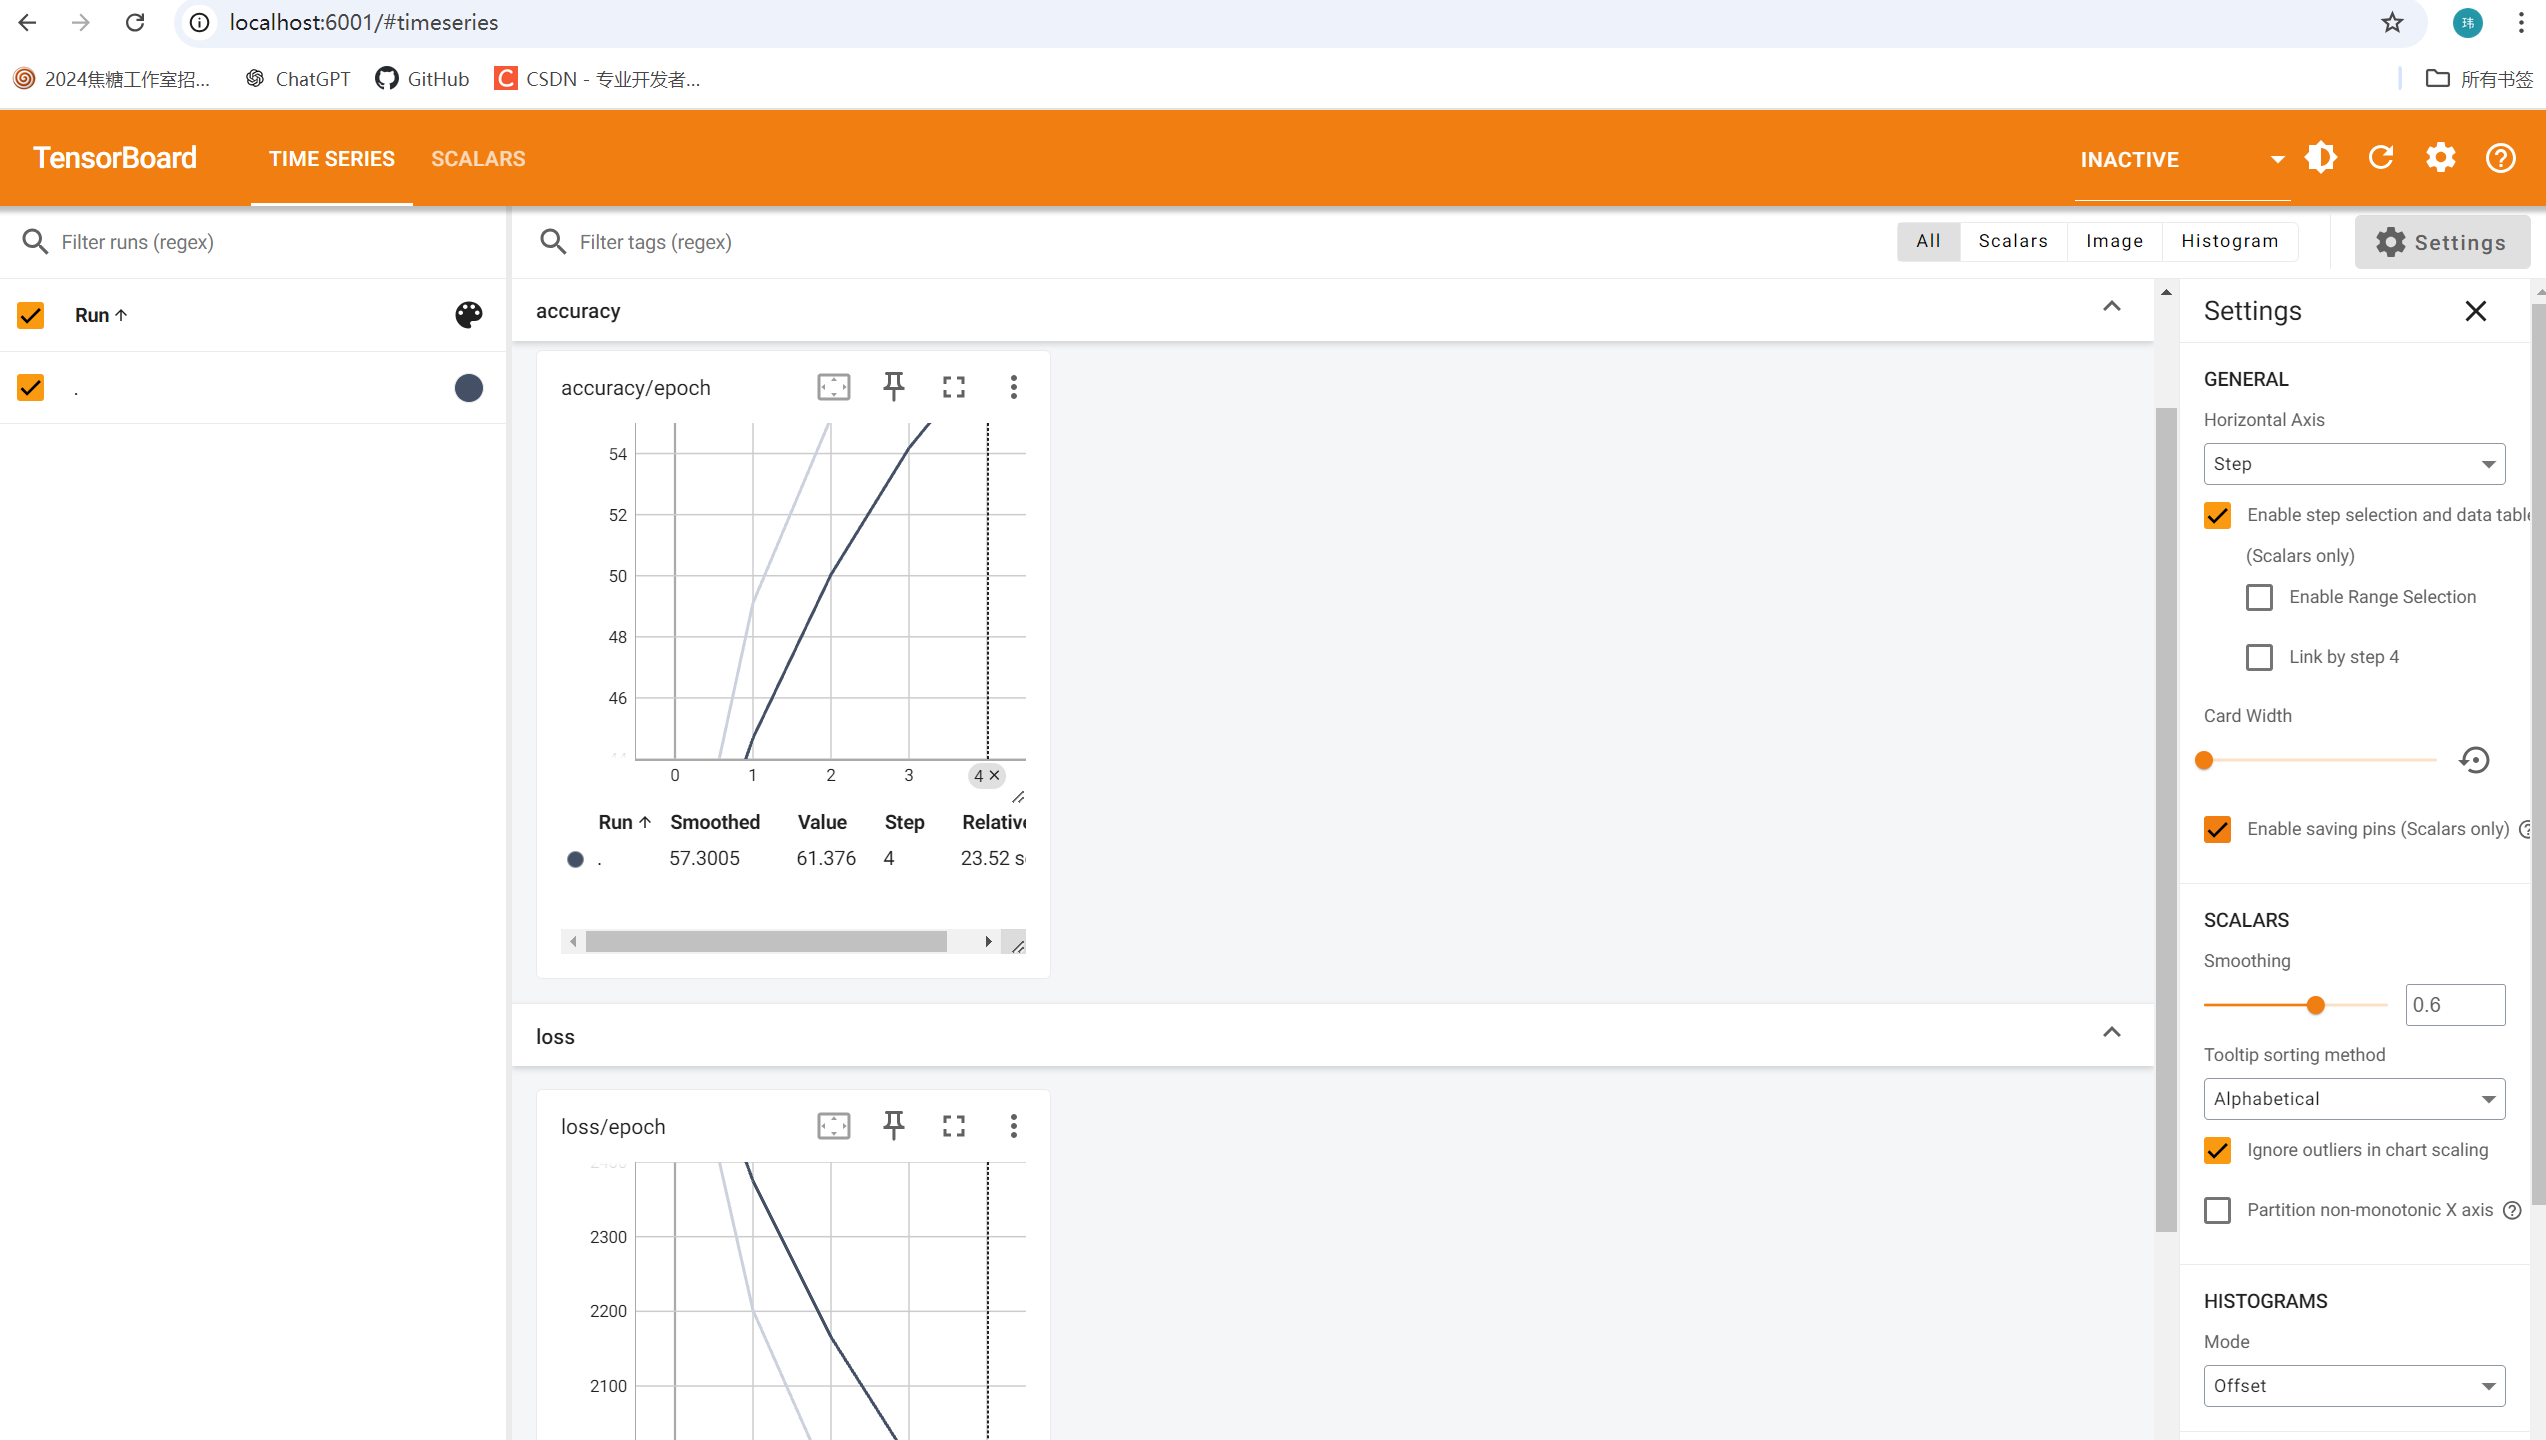 localhost:6001/#timeseries
玮
2024焦糖工作室招...
ChatGPT
GitHub
CSDN - 专业开发者...
所有书签
TensorBoard
TIME SERIES
SCALARS
INACTIVE
Filter runs (regex)
Filter tags (regex)
All
Scalars
Image
Histogram
Settings
Run
.
accuracy
accuracy/epoch
54
52
50
48
46
44
0 1 2 3 4
Run Smoothed Value Step Relative
. 57.3005 61.376 4 23.52 s
loss
loss/epoch
2400
2300
2200
2100
Settings
GENERAL
Horizontal Axis
Step
Enable step selection and data table
(Scalars only)
Enable Range Selection
Link by step 4
Card Width
Enable saving pins (Scalars only)
SCALARS
Smoothing
0.6
Tooltip sorting method
Alphabetical
Ignore outliers in chart scaling
Partition non-monotonic X axis
HISTOGRAMS
Mode
Offset